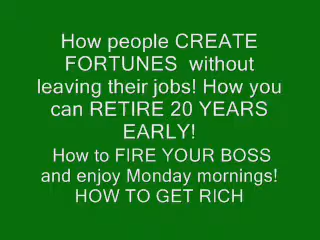 How people CREATE
FORTUNES  without
leaving their jobs! How you
can RETIRE 20 YEARS
EARLY!
How to FIRE YOUR BOSS
and enjoy Monday mornings!
HOW TO GET RICH